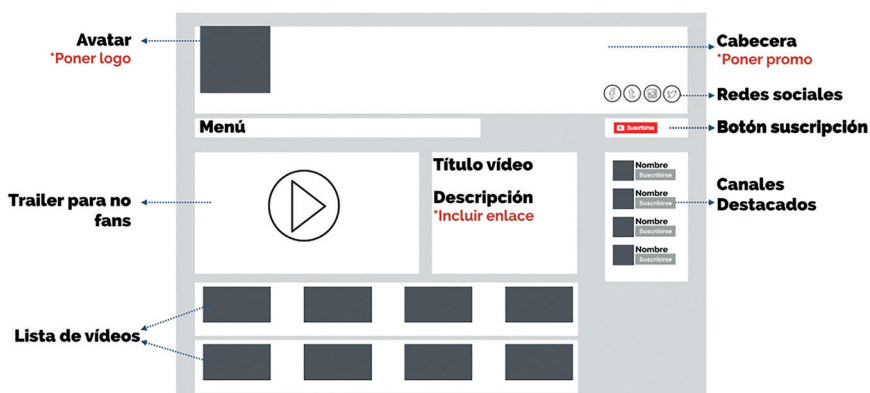 Avatar
*Poner logo
Cabecera
*Poner promo
Redes sociales
Menú
Suscribirse
Botón suscripción
Trailer para no
fans
Título vídeo
Descripción
*Incluir enlace
Nombre
Suscribirse
Nombre
Suscribirse
Nombre
Suscribirse
Nombre
Suscribirse
Canales
Destacados
Lista de vídeos